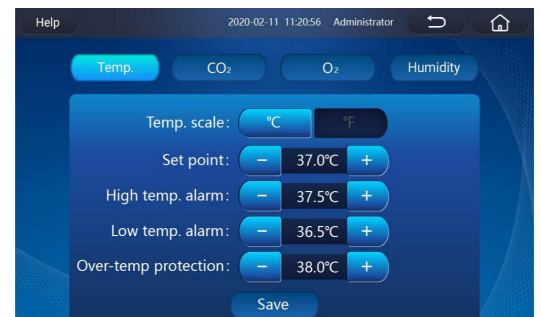 Help 2020-02-11 11:20:56 Administrator
Temp. CO₂ O₂ Humidity
Temp. scale: ℃ ℉
Set point: − 37.0℃ +
High temp. alarm: − 37.5℃ +
Low temp. alarm: − 36.5℃ +
Over-temp protection: − 38.0℃ +
Save